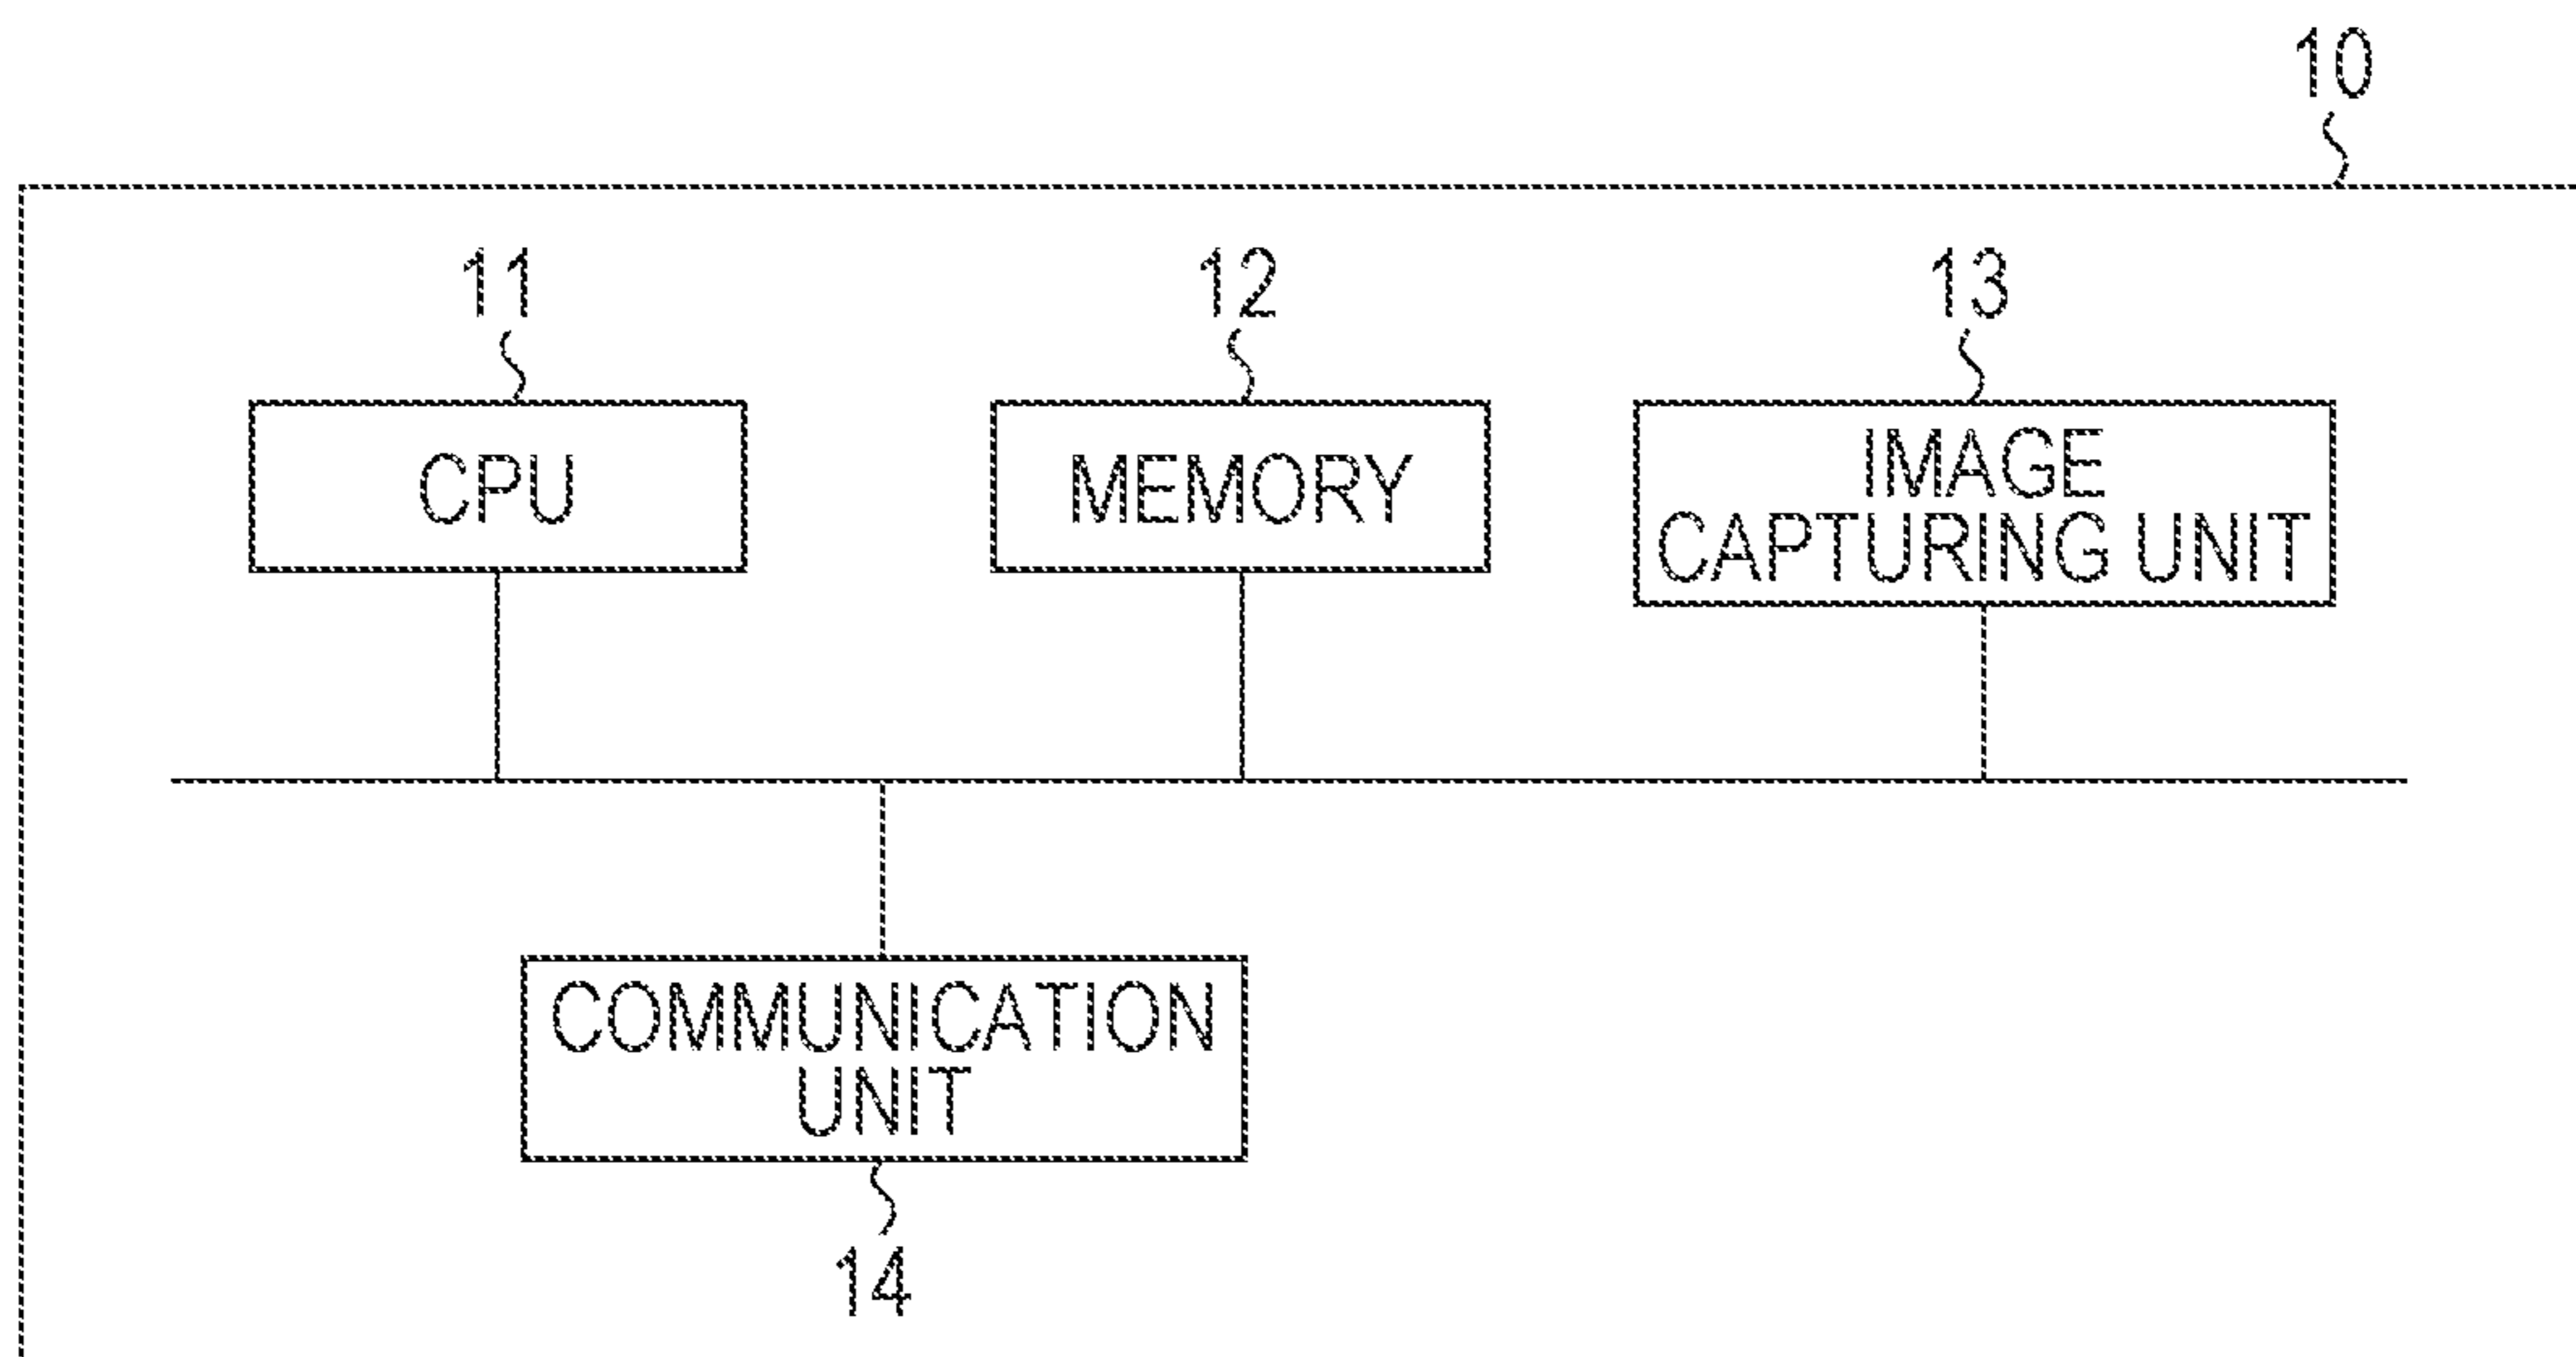 10
11
12
13
CPU
MEMORY
IMAGE
CAPTURING UNIT
COMMUNICATION
UNIT
14